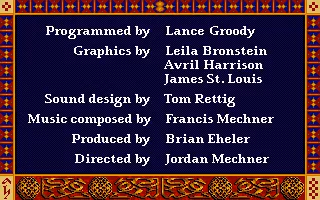 Programmed by Lance Groody
Graphics by Leila Bronstein
Avril Harrison
James St. Louis
Sound design by Tom Rettig
Music composed by Francis Mechner
Produced by Brian Eheler
Directed by Jordan Mechner